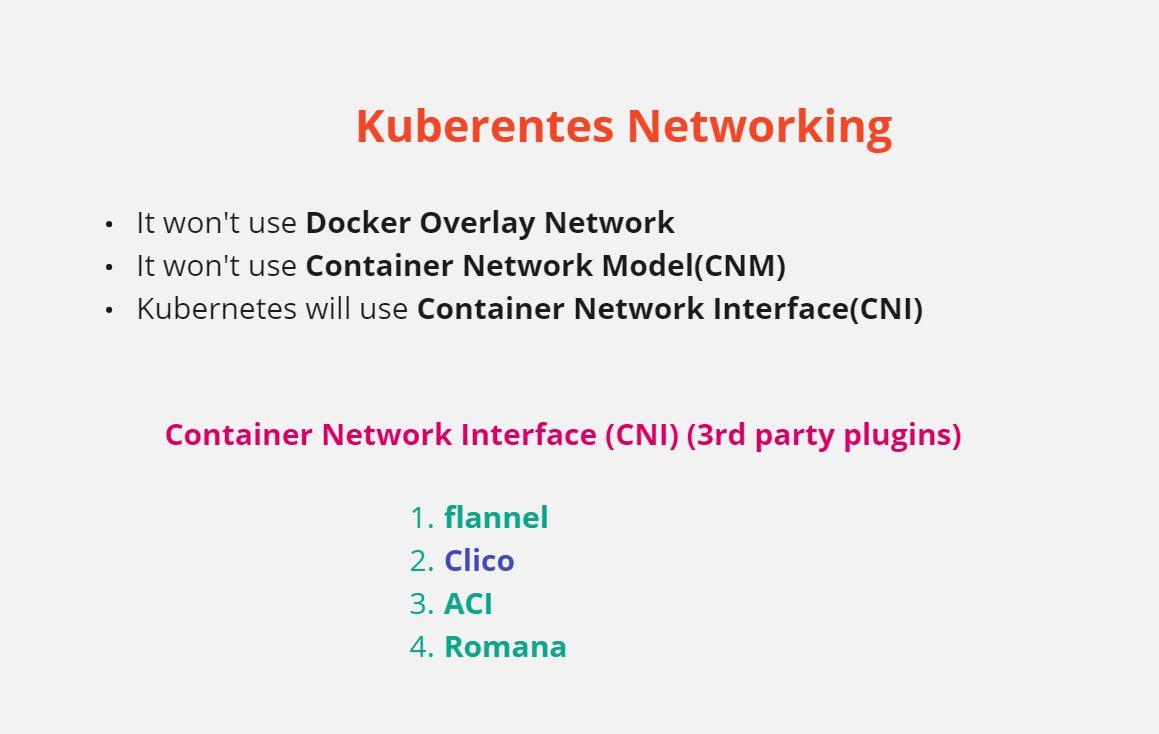 Kuberentes Networking
• It won't use Docker Overlay Network
• It won't use Container Network Model(CNM)
• Kubernetes will use Container Network Interface(CNI)
Container Network Interface (CNI) (3rd party plugins)
1. flannel
2. Clico
3. ACI
4. Romana